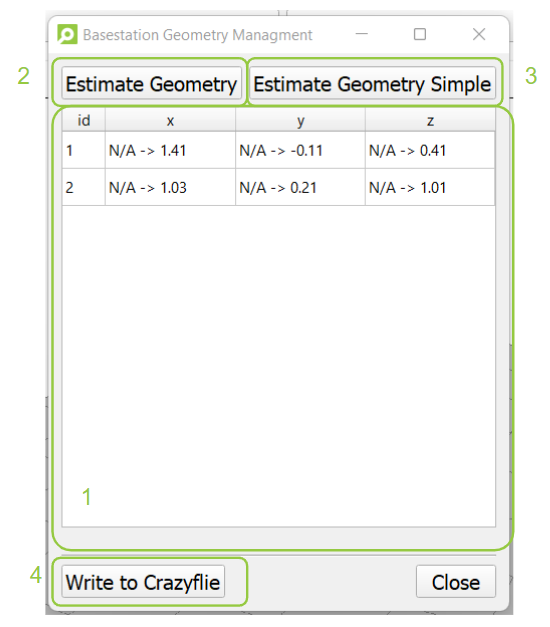 Basestation Geometry Managment
2 Estimate Geometry Estimate Geometry Simple 3
id x y z
1 N/A -> 1.41 N/A -> -0.11 N/A -> 0.41
2 N/A -> 1.03 N/A -> 0.21 N/A -> 1.01
1
4 Write to Crazyflie Close